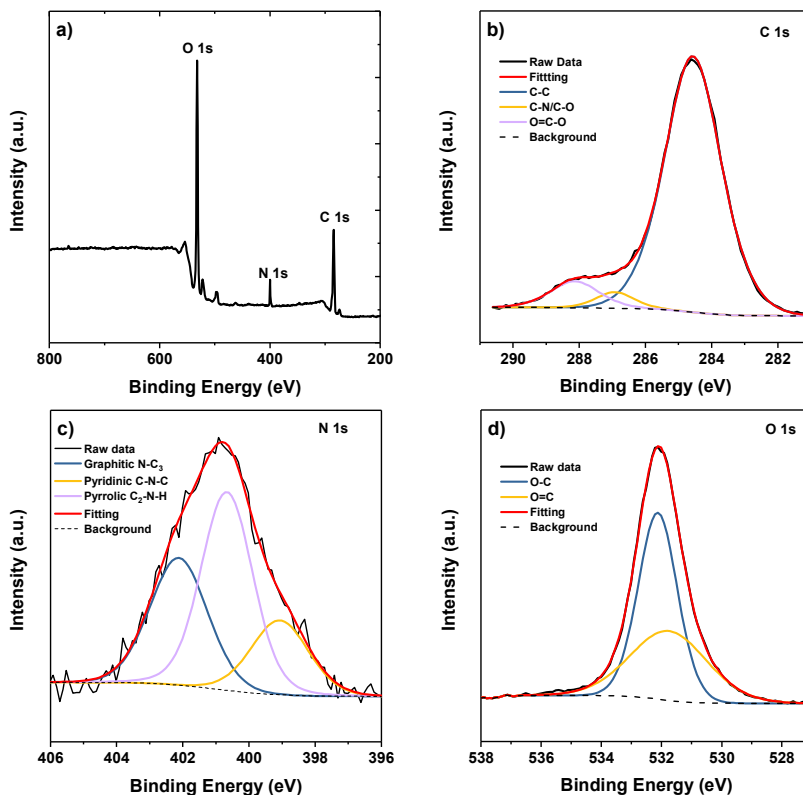 a)
O 1s
C 1s
N 1s
Intensity (a.u.)
800 600 400 200
Binding Energy (eV)
b)
C 1s
Raw Data
Fittting
C-C
C-N/C-O
O=C-O
Background
Intensity (a.u.)
290 288 286 284 282
Binding Energy (eV)
c)
N 1s
Raw data
Graphitic N-C₃
Pyridinic C-N-C
Pyrrolic C₂-N-H
Fitting
Background
Intensity (a.u.)
406 404 402 400 398 396
Binding Energy (eV)
d)
O 1s
Raw data
O-C
O=C
Fitting
Background
Intensity (a.u.)
538 536 534 532 530 528
Binding Energy (eV)